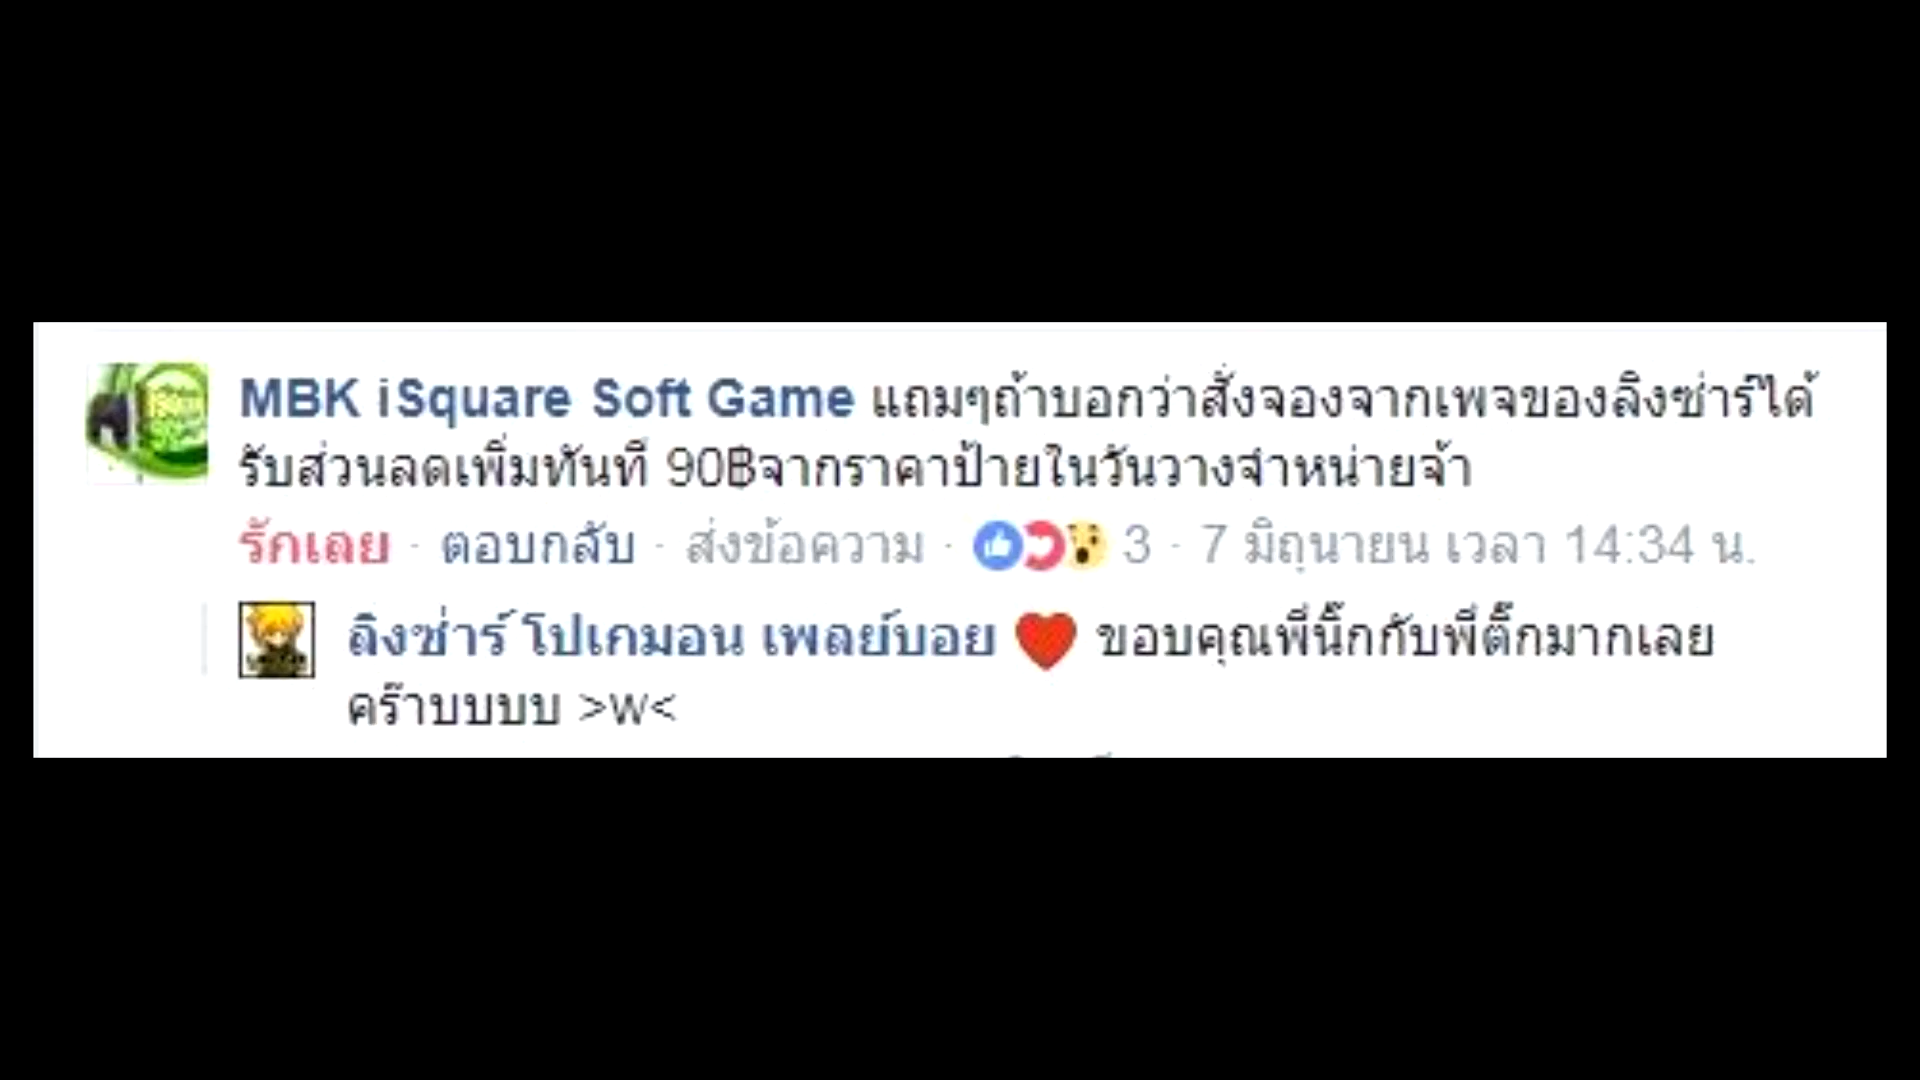 MBK iSquare Soft Game แถมๆถ้าบอกว่าสั่งจองจากเพจของลิงซ่าร์ได้
รับส่วนลดเพิ่มทันที 90฿จากราคาป้ายในวันวางจำหน่ายจ้า
รักเลย · ตอบกลับ · ส่งข้อความ · 3 · 7 มิถุนายน เวลา 14:34 น.
ลิงซ่าร์ โปเกมอน เพลย์บอย ❤ ขอบคุณพี่นิ๊กกับพี่ติ๊กมากเลย
คร๊าบบบบ >w<